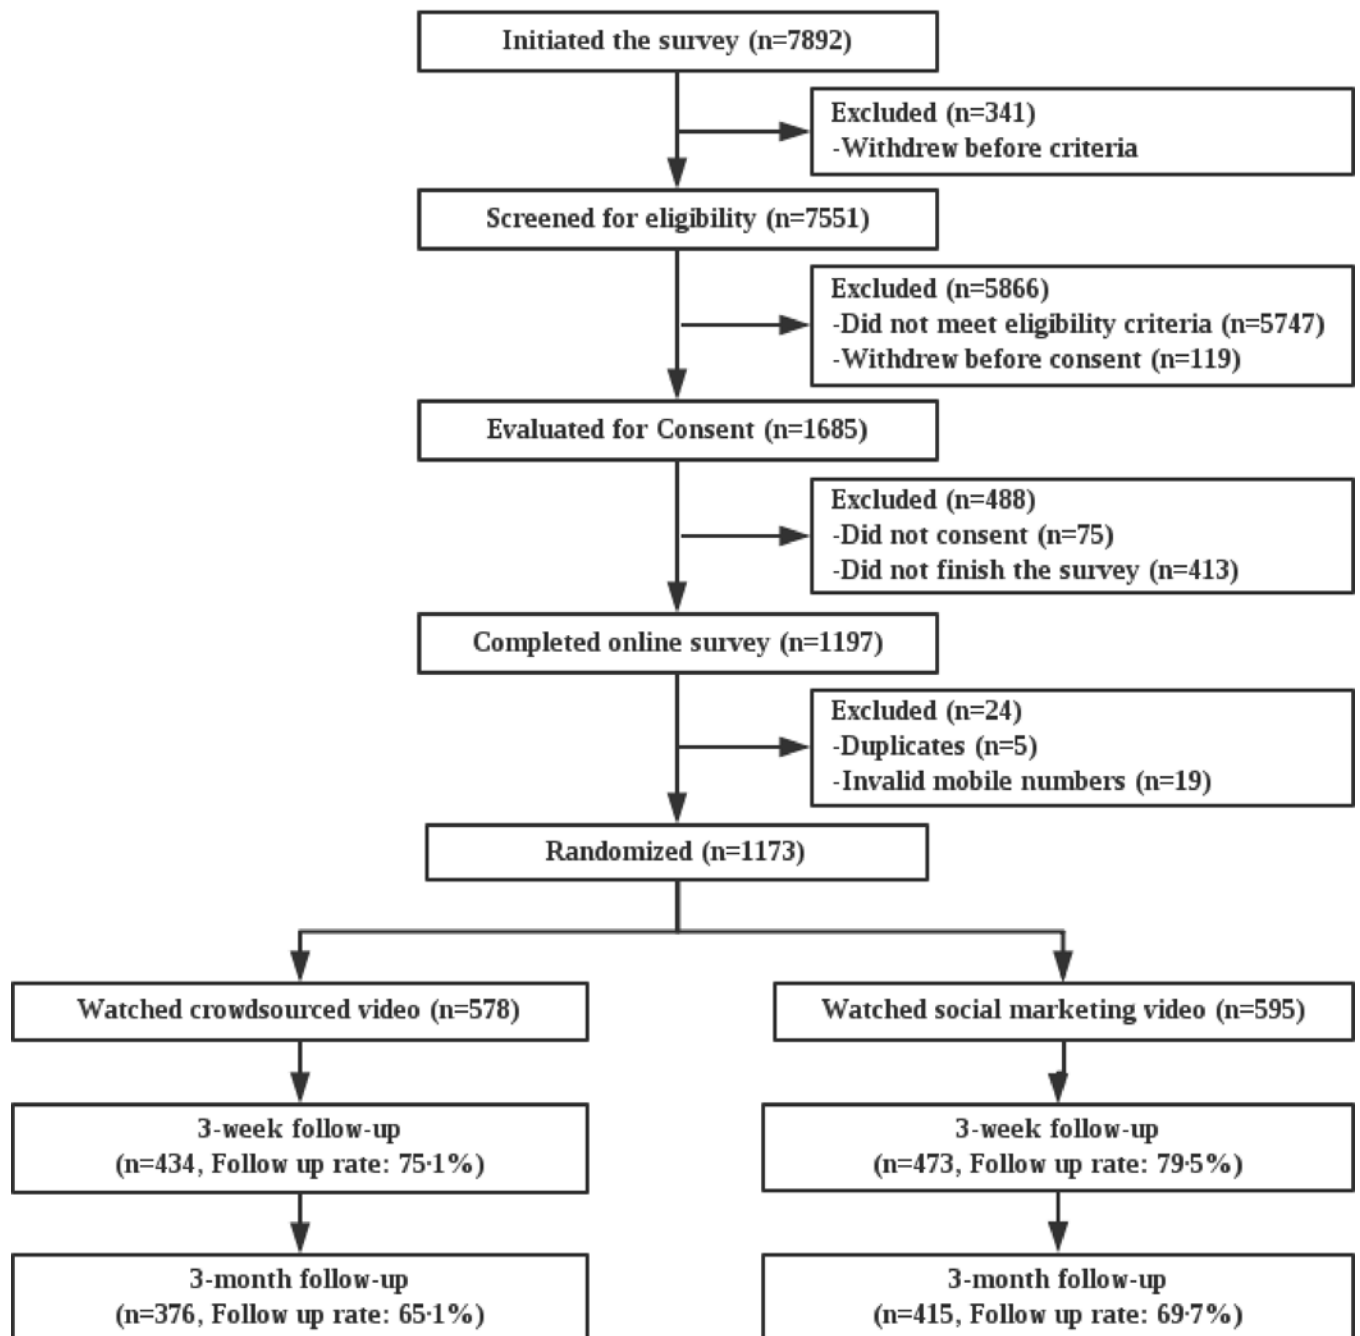 Initiated the survey (n=7892)
Excluded (n=341)
-Withdrew before criteria
Screened for eligibility (n=7551)
Excluded (n=5866)
-Did not meet eligibility criteria (n=5747)
-Withdrew before consent (n=119)
Evaluated for Consent (n=1685)
Excluded (n=488)
-Did not consent (n=75)
-Did not finish the survey (n=413)
Completed online survey (n=1197)
Excluded (n=24)
-Duplicates (n=5)
-Invalid mobile numbers (n=19)
Randomized (n=1173)
Watched crowdsourced video (n=578)
Watched social marketing video (n=595)
3-week follow-up
(n=434, Follow up rate: 75·1%)
3-week follow-up
(n=473, Follow up rate: 79·5%)
3-month follow-up
(n=376, Follow up rate: 65·1%)
3-month follow-up
(n=415, Follow up rate: 69·7%)